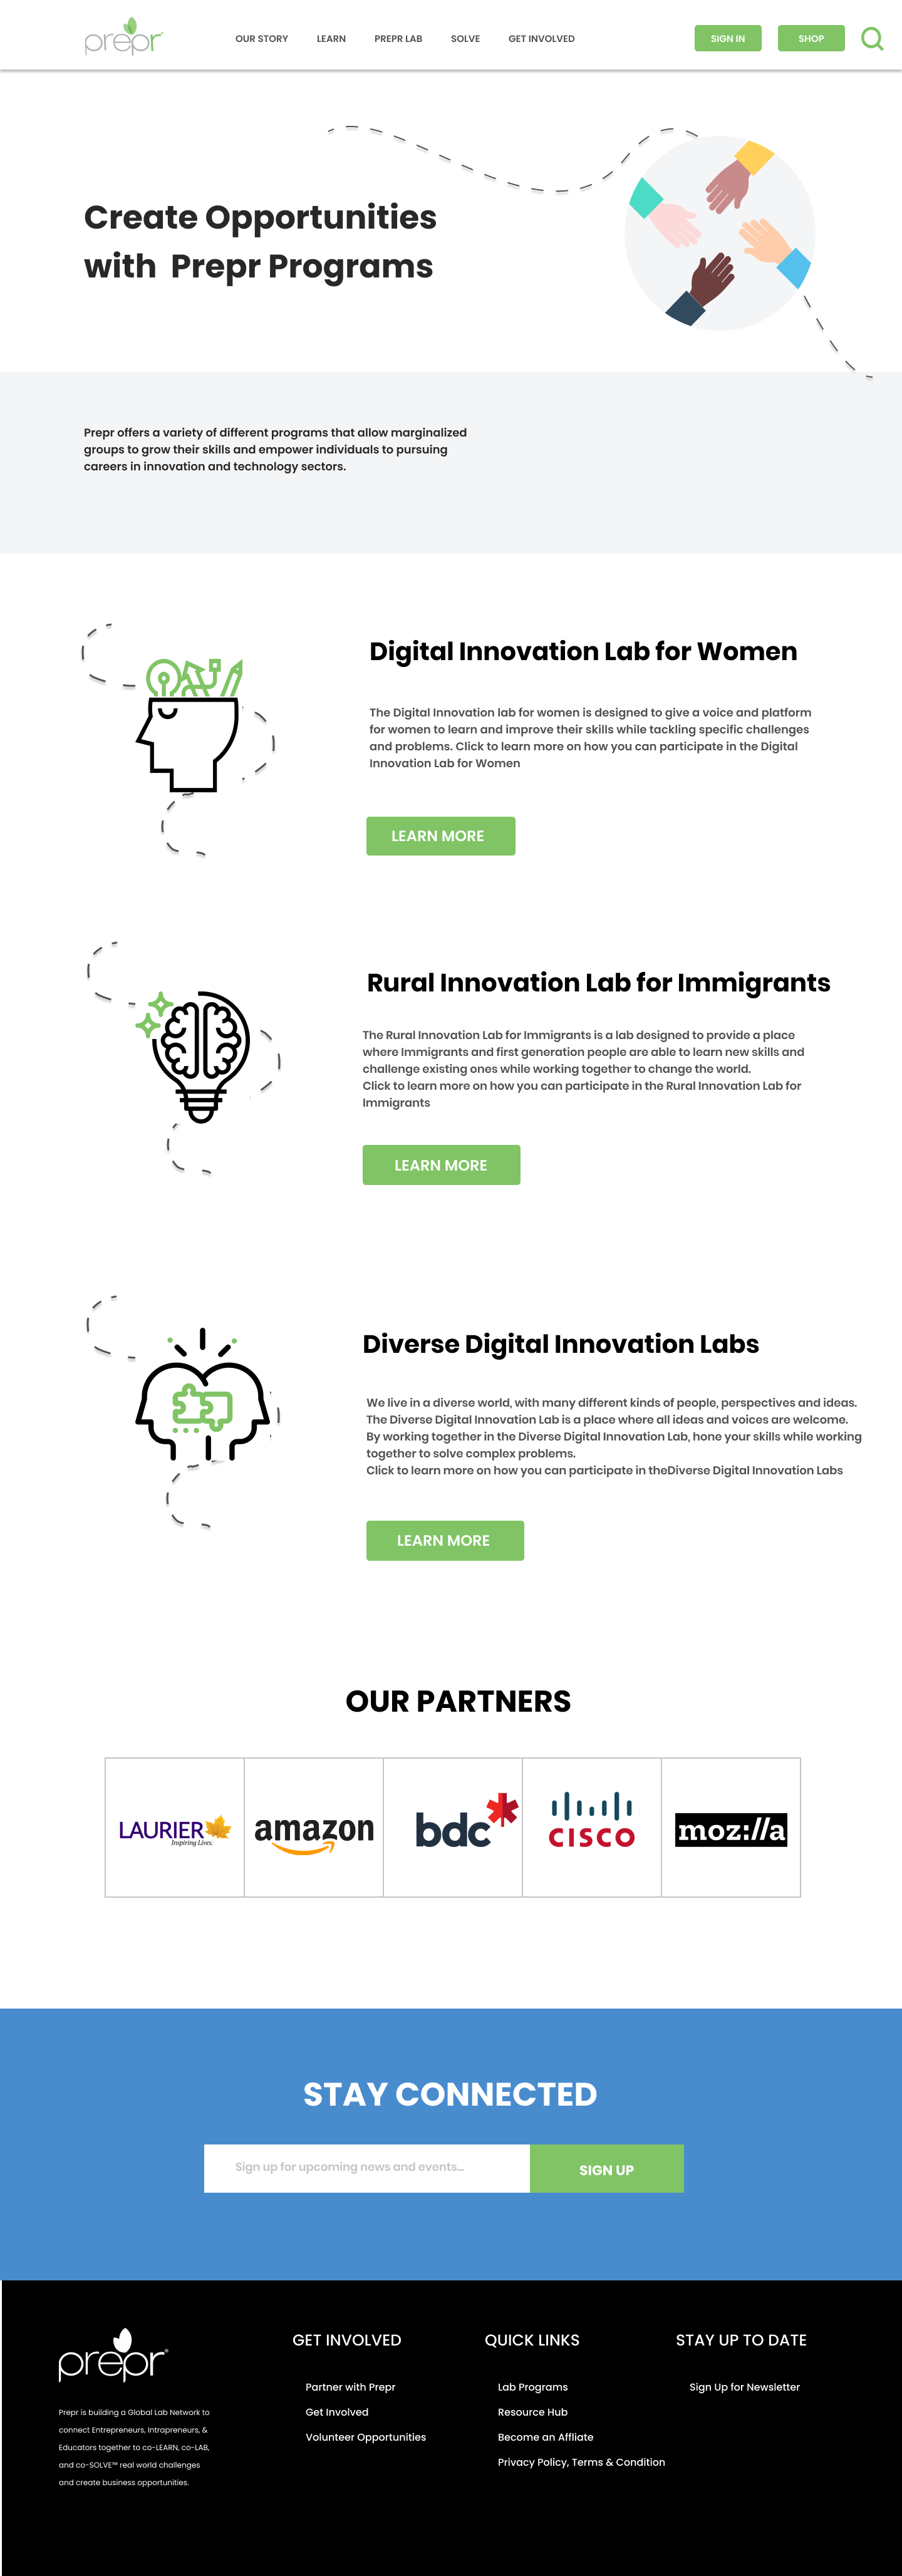 prepr
OUR STORY
LEARN
PREPR LAB
SOLVE
GET INVOLVED
SIGN IN
SHOP
Create Opportunities
with Prepr Programs
Prepr offers a variety of different programs that allow marginalized
groups to grow their skills and empower individuals to pursuing
careers in innovation and technology sectors.
Digital Innovation Lab for Women
The Digital Innovation lab for women is designed to give a voice and platform
for women to learn and improve their skills while tackling specific challenges
and problems. Click to learn more on how you can participate in the Digital
Innovation Lab for Women
LEARN MORE
Rural Innovation Lab for Immigrants
The Rural Innovation Lab for Immigrants is a lab designed to provide a place
where Immigrants and first generation people are able to learn new skills and
challenge existing ones while working together to change the world.
Click to learn more on how you can participate in the Rural Innovation Lab for
Immigrants
LEARN MORE
Diverse Digital Innovation Labs
We live in a diverse world, with many different kinds of people, perspectives and ideas.
The Diverse Digital Innovation Lab is a place where all ideas and voices are welcome.
By working together in the Diverse Digital Innovation Lab, hone your skills while working
together to solve complex problems.
Click to learn more on how you can participate in theDiverse Digital Innovation Labs
LEARN MORE
OUR PARTNERS
LAURIER
Inspiring Lives.
amazon
bdc
CISCO
moz://a
STAY CONNECTED
Sign up for upcoming news and events...
SIGN UP
prepr
Prepr is building a Global Lab Network to
connect Entrepreneurs, Intrapreneurs, &
Educators together to co-LEARN, co-LAB,
and co-SOLVE™ real world challenges
and create business opportunities.
GET INVOLVED
Partner with Prepr
Get Involved
Volunteer Opportunities
QUICK LINKS
Lab Programs
Resource Hub
Become an Affliate
Privacy Policy, Terms & Condition
STAY UP TO DATE
Sign Up for Newsletter